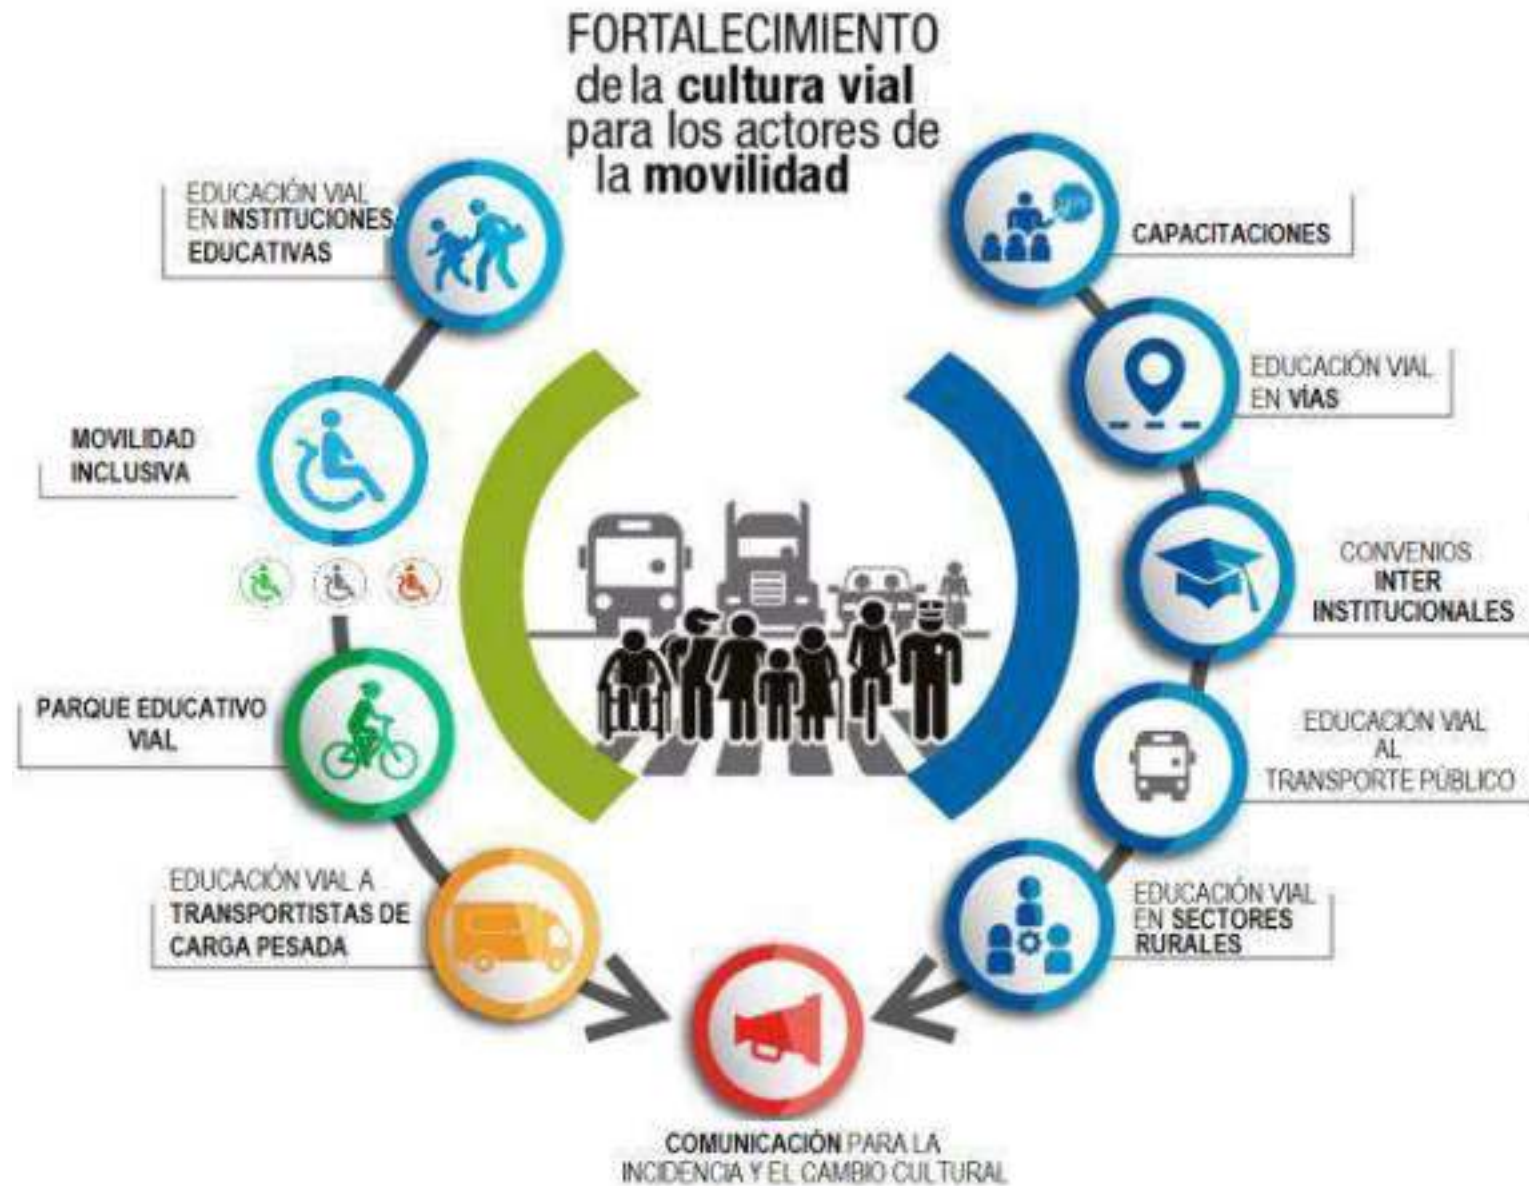 FORTALECIMIENTO
de la cultura vial
para los actores de
la movilidad
EDUCACIÓN VIAL
EN INSTITUCIONES
EDUCATIVAS
MOVILIDAD
INCLUSIVA
PARQUE EDUCATIVO
VIAL
EDUCACIÓN VIAL A
TRANSPORTISTAS DE
CARGA PESADA
CAPACITACIONES
EDUCACIÓN VIAL
EN VÍAS
CONVENIOS
INTER
INSTITUCIONALES
EDUCACIÓN VIAL
AL
TRANSPORTE PÚBLICO
EDUCACIÓN VIAL
EN SECTORES
RURALES
COMUNICACIÓN PARA LA
INCIDENCIA Y EL CAMBIO CULTURAL